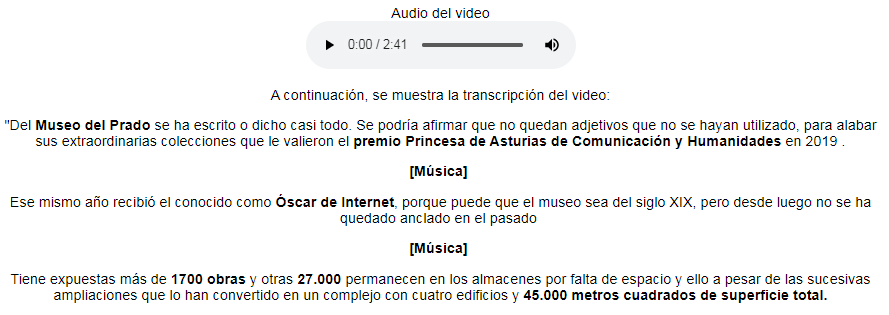 Audio del video
0:00 / 2:41
A continuación, se muestra la transcripción del video:
"Del Museo del Prado se ha escrito o dicho casi todo. Se podría afirmar que no quedan adjetivos que no se hayan utilizado, para alabar
sus extraordinarias colecciones que le valieron el premio Princesa de Asturias de Comunicación y Humanidades en 2019 .
[Música]
Ese mismo año recibió el conocido como Óscar de Internet, porque puede que el museo sea del siglo XIX, pero desde luego no se ha
quedado anclado en el pasado
[Música]
Tiene expuestas más de 1700 obras y otras 27.000 permanecen en los almacenes por falta de espacio y ello a pesar de las sucesivas
ampliaciones que lo han convertido en un complejo con cuatro edificios y 45.000 metros cuadrados de superficie total.